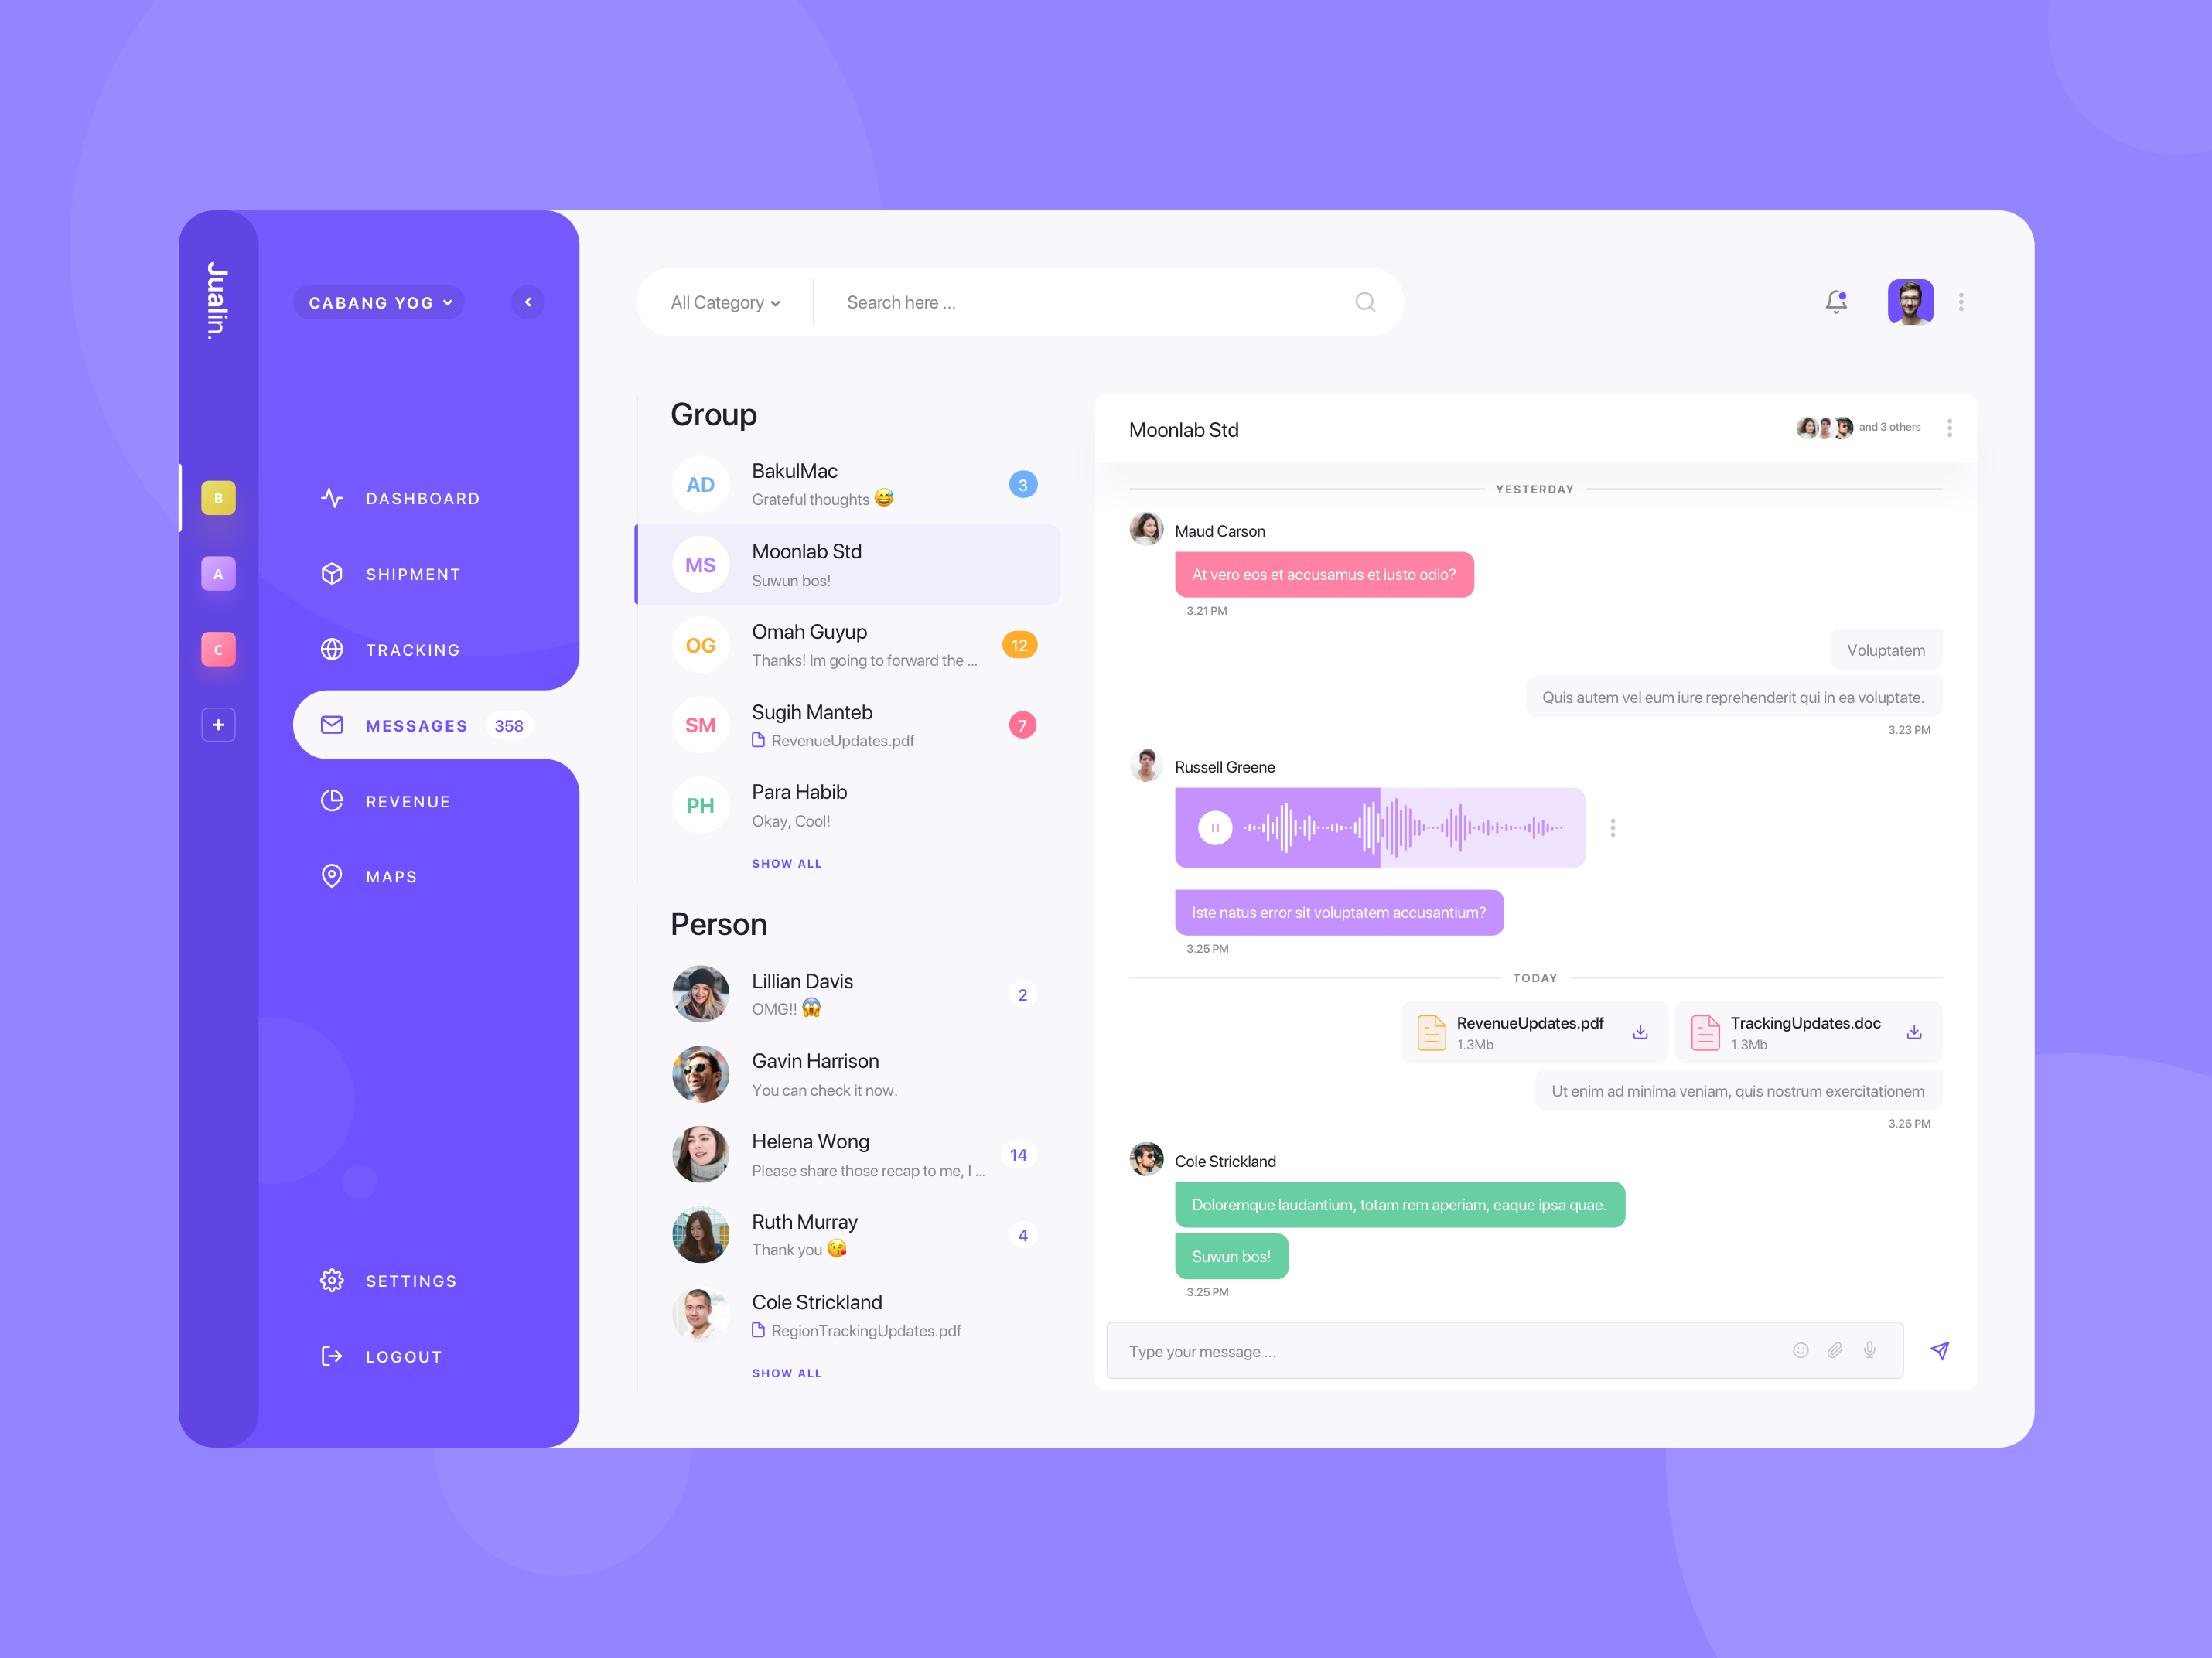 Jualin.
CABANG YOG
B
A
C
+
DASHBOARD
SHIPMENT
TRACKING
MESSAGES 358
REVENUE
MAPS
SETTINGS
LOGOUT
All Category
Search here ...
Group
AD
BakulMac
Grateful thoughts 😅
3
MS
Moonlab Std
Suwun bos!
OG
Omah Guyup
Thanks! Im going to forward the ...
12
SM
Sugih Manteb
RevenueUpdates.pdf
7
PH
Para Habib
Okay, Cool!
SHOW ALL
Person
Lillian Davis
OMG!! 😱
2
Gavin Harrison
You can check it now.
Helena Wong
Please share those recap to me, I ...
14
Ruth Murray
Thank you 😘
4
Cole Strickland
RegionTrackingUpdates.pdf
SHOW ALL
Moonlab Std
and 3 others
YESTERDAY
Maud Carson
At vero eos et accusamus et iusto odio?
3.21 PM
Voluptatem
Quis autem vel eum iure reprehenderit qui in ea voluptate.
3.23 PM
Russell Greene
Iste natus error sit voluptatem accusantium?
3.25 PM
TODAY
RevenueUpdates.pdf
1.3Mb
TrackingUpdates.doc
1.3Mb
Ut enim ad minima veniam, quis nostrum exercitationem
3.26 PM
Cole Strickland
Doloremque laudantium, totam rem aperiam, eaque ipsa quae.
Suwun bos!
3.25 PM
Type your message ...